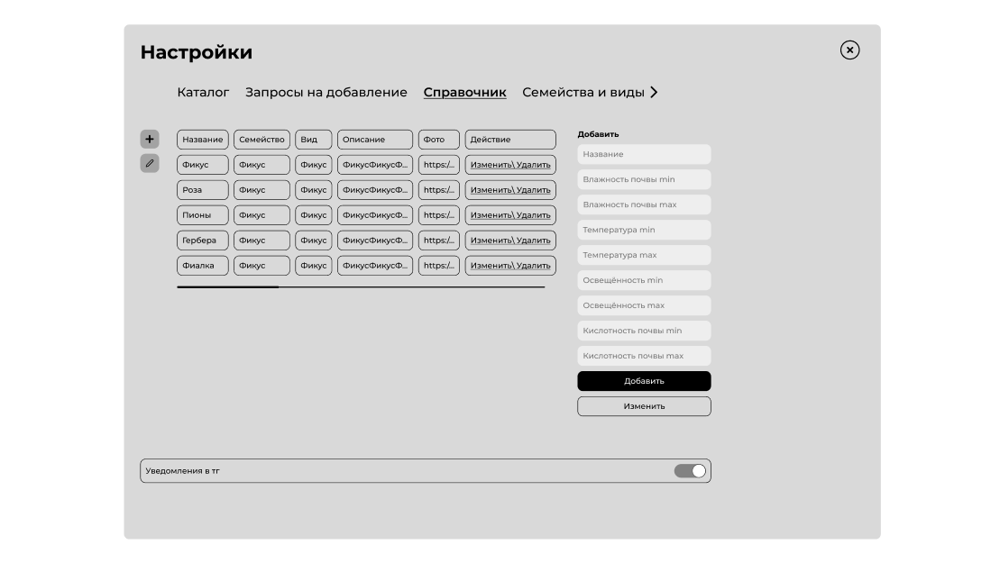 Настройки
Каталог Запросы на добавление Справочник Семейства и виды
Название Семейство Вид Описание Фото Действие
Фикус Фикус Фикус ФикусФикусФ... https:/... Изменить\ Удалить
Роза Фикус Фикус ФикусФикусФ... https:/... Изменить\ Удалить
Пионы Фикус Фикус ФикусФикусФ... https:/... Изменить\ Удалить
Гербера Фикус Фикус ФикусФикусФ... https:/... Изменить\ Удалить
Фиалка Фикус Фикус ФикусФикусФ... https:/... Изменить\ Удалить
Добавить
Название
Влажность почвы min
Влажность почвы max
Температура min
Температура max
Освещённость min
Освещённость max
Кислотность почвы min
Кислотность почвы max
Добавить
Изменить
Уведомления в тг